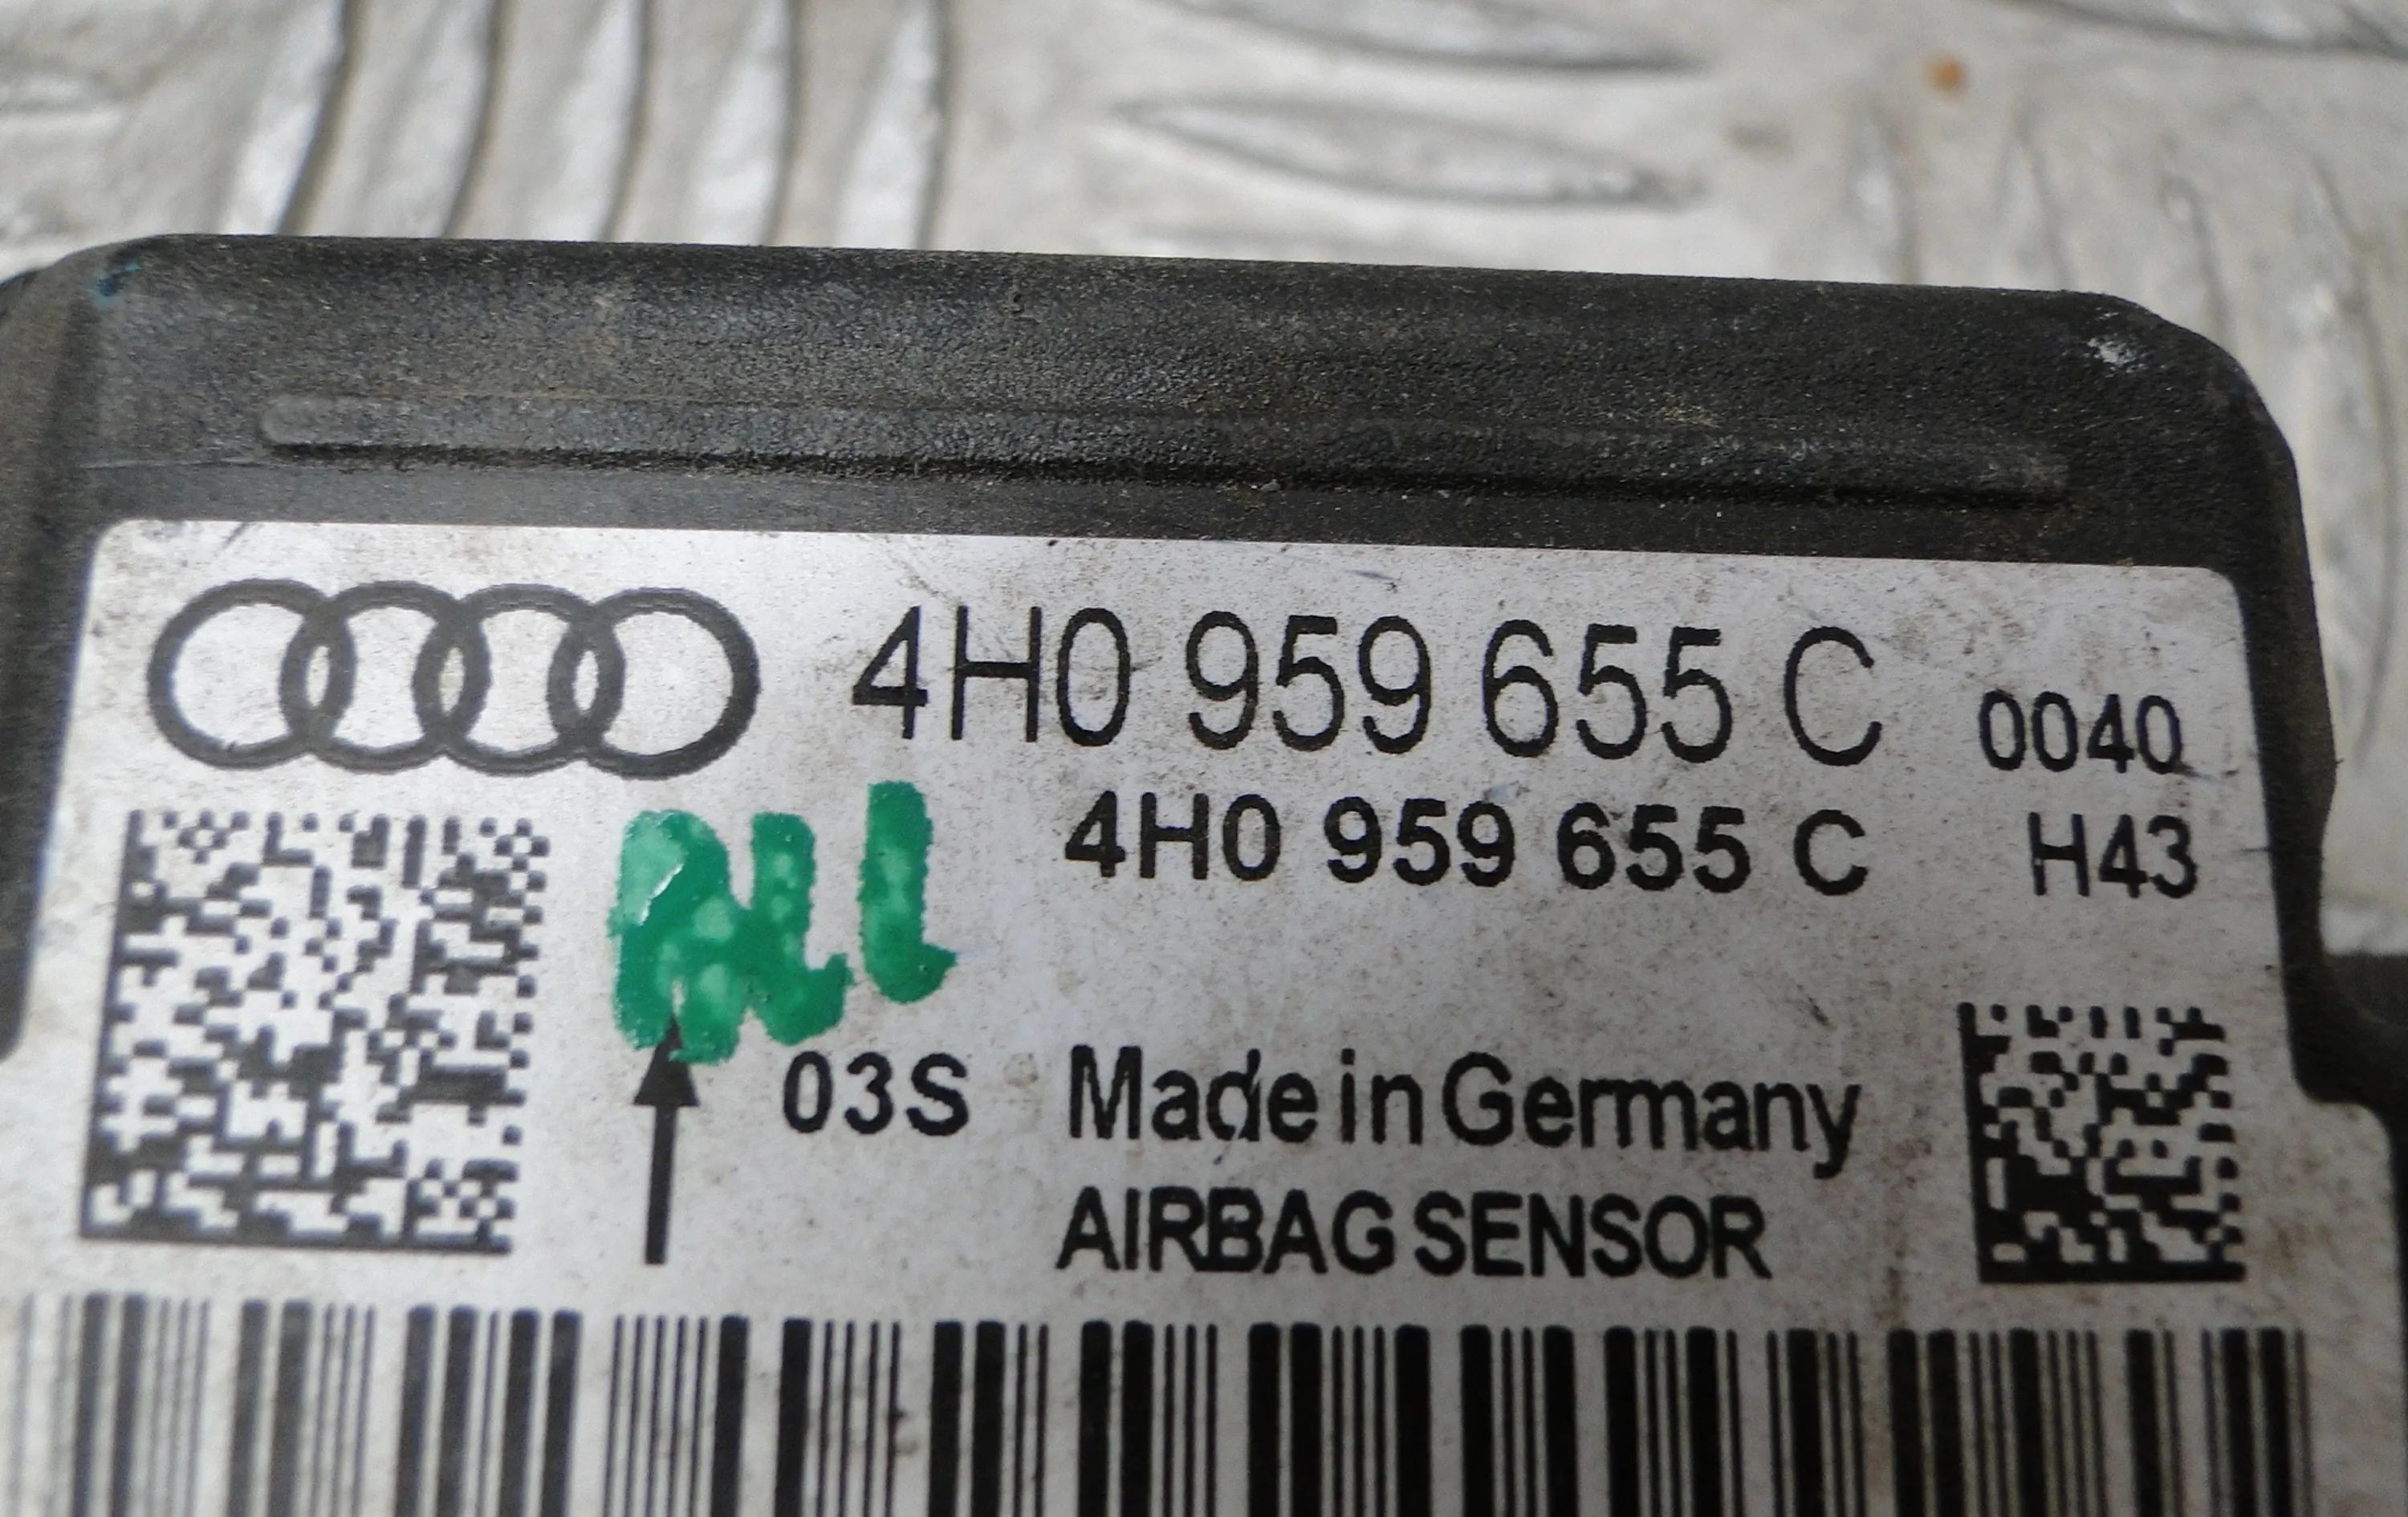 4H0 959 655 C 0040
4H0 959 655 C H43
03S Made in Germany
AIRBAG SENSOR